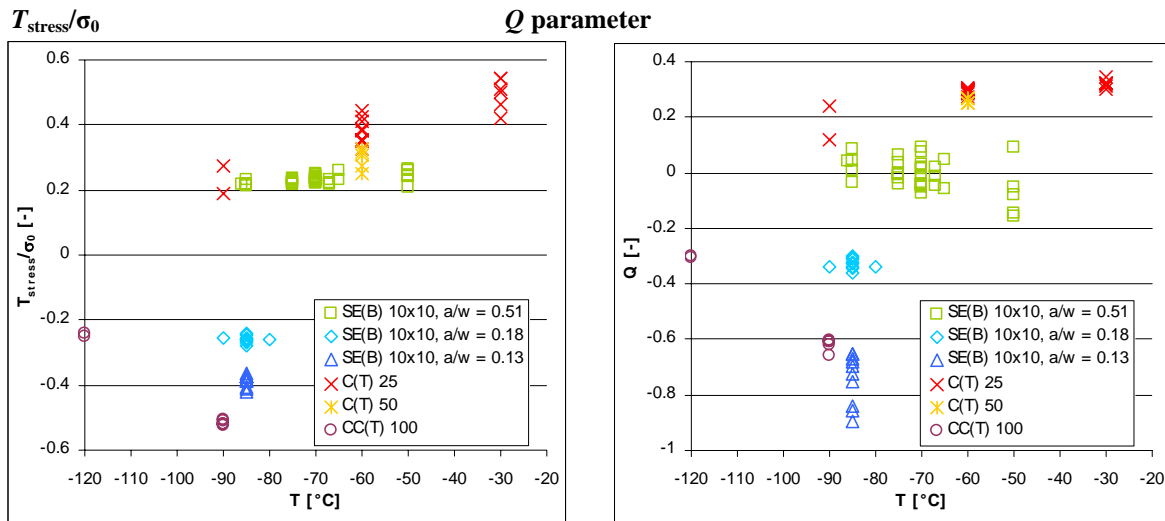 Tstress/σ0
Q parameter
0.6
0.4
0.2
0
-0.2
-0.4
-0.6
Tstress/σ0 [-]
-120 -110 -100 -90 -80 -70 -60 -50 -40 -30 -20
T [°C]
SE(B) 10x10, a/w = 0.51
SE(B) 10x10, a/w = 0.18
SE(B) 10x10, a/w = 0.13
C(T) 25
C(T) 50
CC(T) 100
0.4
0.2
0
-0.2
-0.4
-0.6
-0.8
-1
Q [-]
-120 -110 -100 -90 -80 -70 -60 -50 -40 -30 -20
T [°C]
SE(B) 10x10, a/w = 0.51
SE(B) 10x10, a/w = 0.18
SE(B) 10x10, a/w = 0.13
C(T) 25
C(T) 50
CC(T) 100